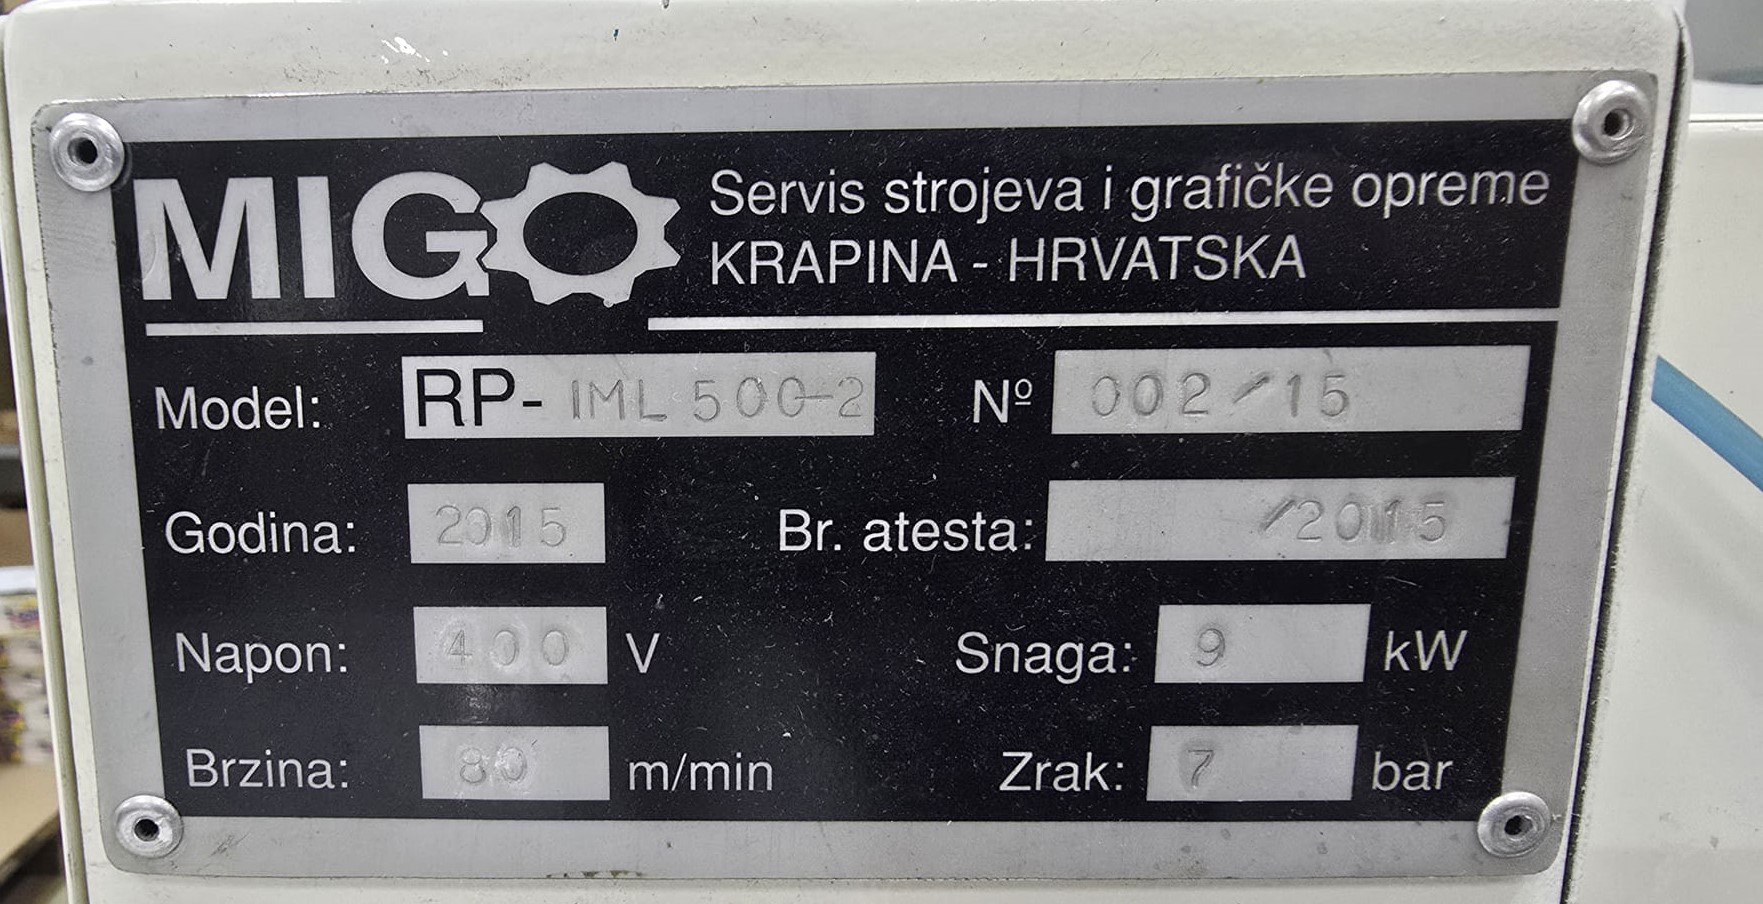 MIGO Servis strojeva i grafičke opreme
KRAPINA - HRVATSKA
Model: RP- IML 500-2 Nº 002/15
Godina: 2015 Br. atesta: /2015
Napon: 400 V Snaga: 9 kW
Brzina: 80 m/min Zrak: 7 bar